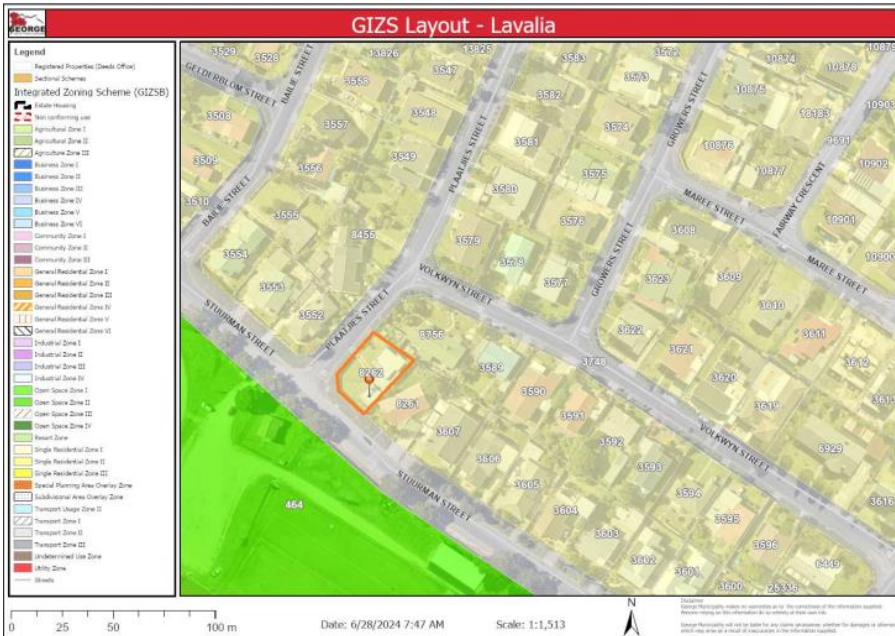 GEORGE
GIZS Layout - Lavalia
Legend
Registered Properties (Deeds Office)
Sectional Schemes
Integrated Zoning Scheme (GIZSB)
Estate Housing
Non conforming use
Agricultural Zone I
Agricultural Zone II
Agriculture Zone III
Business Zone I
Business Zone II
Business Zone III
Business Zone IV
Business Zone V
Business Zone VI
Community Zone I
Community Zone II
Community Zone III
General Residential Zone I
General Residential Zone II
General Residential Zone III
General Residential Zone IV
General Residential Zone V
General Residential Zone VI
Industrial Zone I
Industrial Zone II
Industrial Zone III
Industrial Zone IV
Open Space Zone I
Open Space Zone II
Open Space Zone III
Open Space Zone IV
Resort Zone
Single Residential Zone I
Single Residential Zone II
Single Residential Zone III
Special Planning Area Overlay Zone
Subdivisional Area Overlay Zone
Transport Usage Zone II
Transport Zone I
Transport Zone II
Transport Zone III
Undetermined Use Zone
Utility Zone
Streets
3529
3528
13826
13825
3583
3572
10874
10878
10879
GELDERBLOM STREET
BAILIE STREET
3558
3547
3573
GROWERS STREET
10875
3508
3557
3548
PLAATJIES STREET
3582
3574
18183
10903
9691
3509
3556
3549
3581
3575
10876
10877
10902
3580
FAIRWAY CRESCENT
3610
BAILIE STREET
3555
8455
3576
MAREE STREET
10901
3579
3608
3554
3578
3577
GROWERS STREET
10900
VOLKWYN STREET
3623
3609
MAREE STREET
3553
3552
PLAATJIES STREET
STUURMAN STREET
3622
3610
3611
8756
3748
3621
3612
8262
3589
3620
8261
3590
3619
3613
3591
3607
3592
VOLKWYN STREET
6929
3606
3593
3616
STUURMAN STREET
3605
3594
464
3604
3595
3603
3596
3602
3601
6449
3600
25336
0 25 50 100 m
Date: 6/28/2024 7:47 AM
Scale: 1:1,513
N
Disclaimer